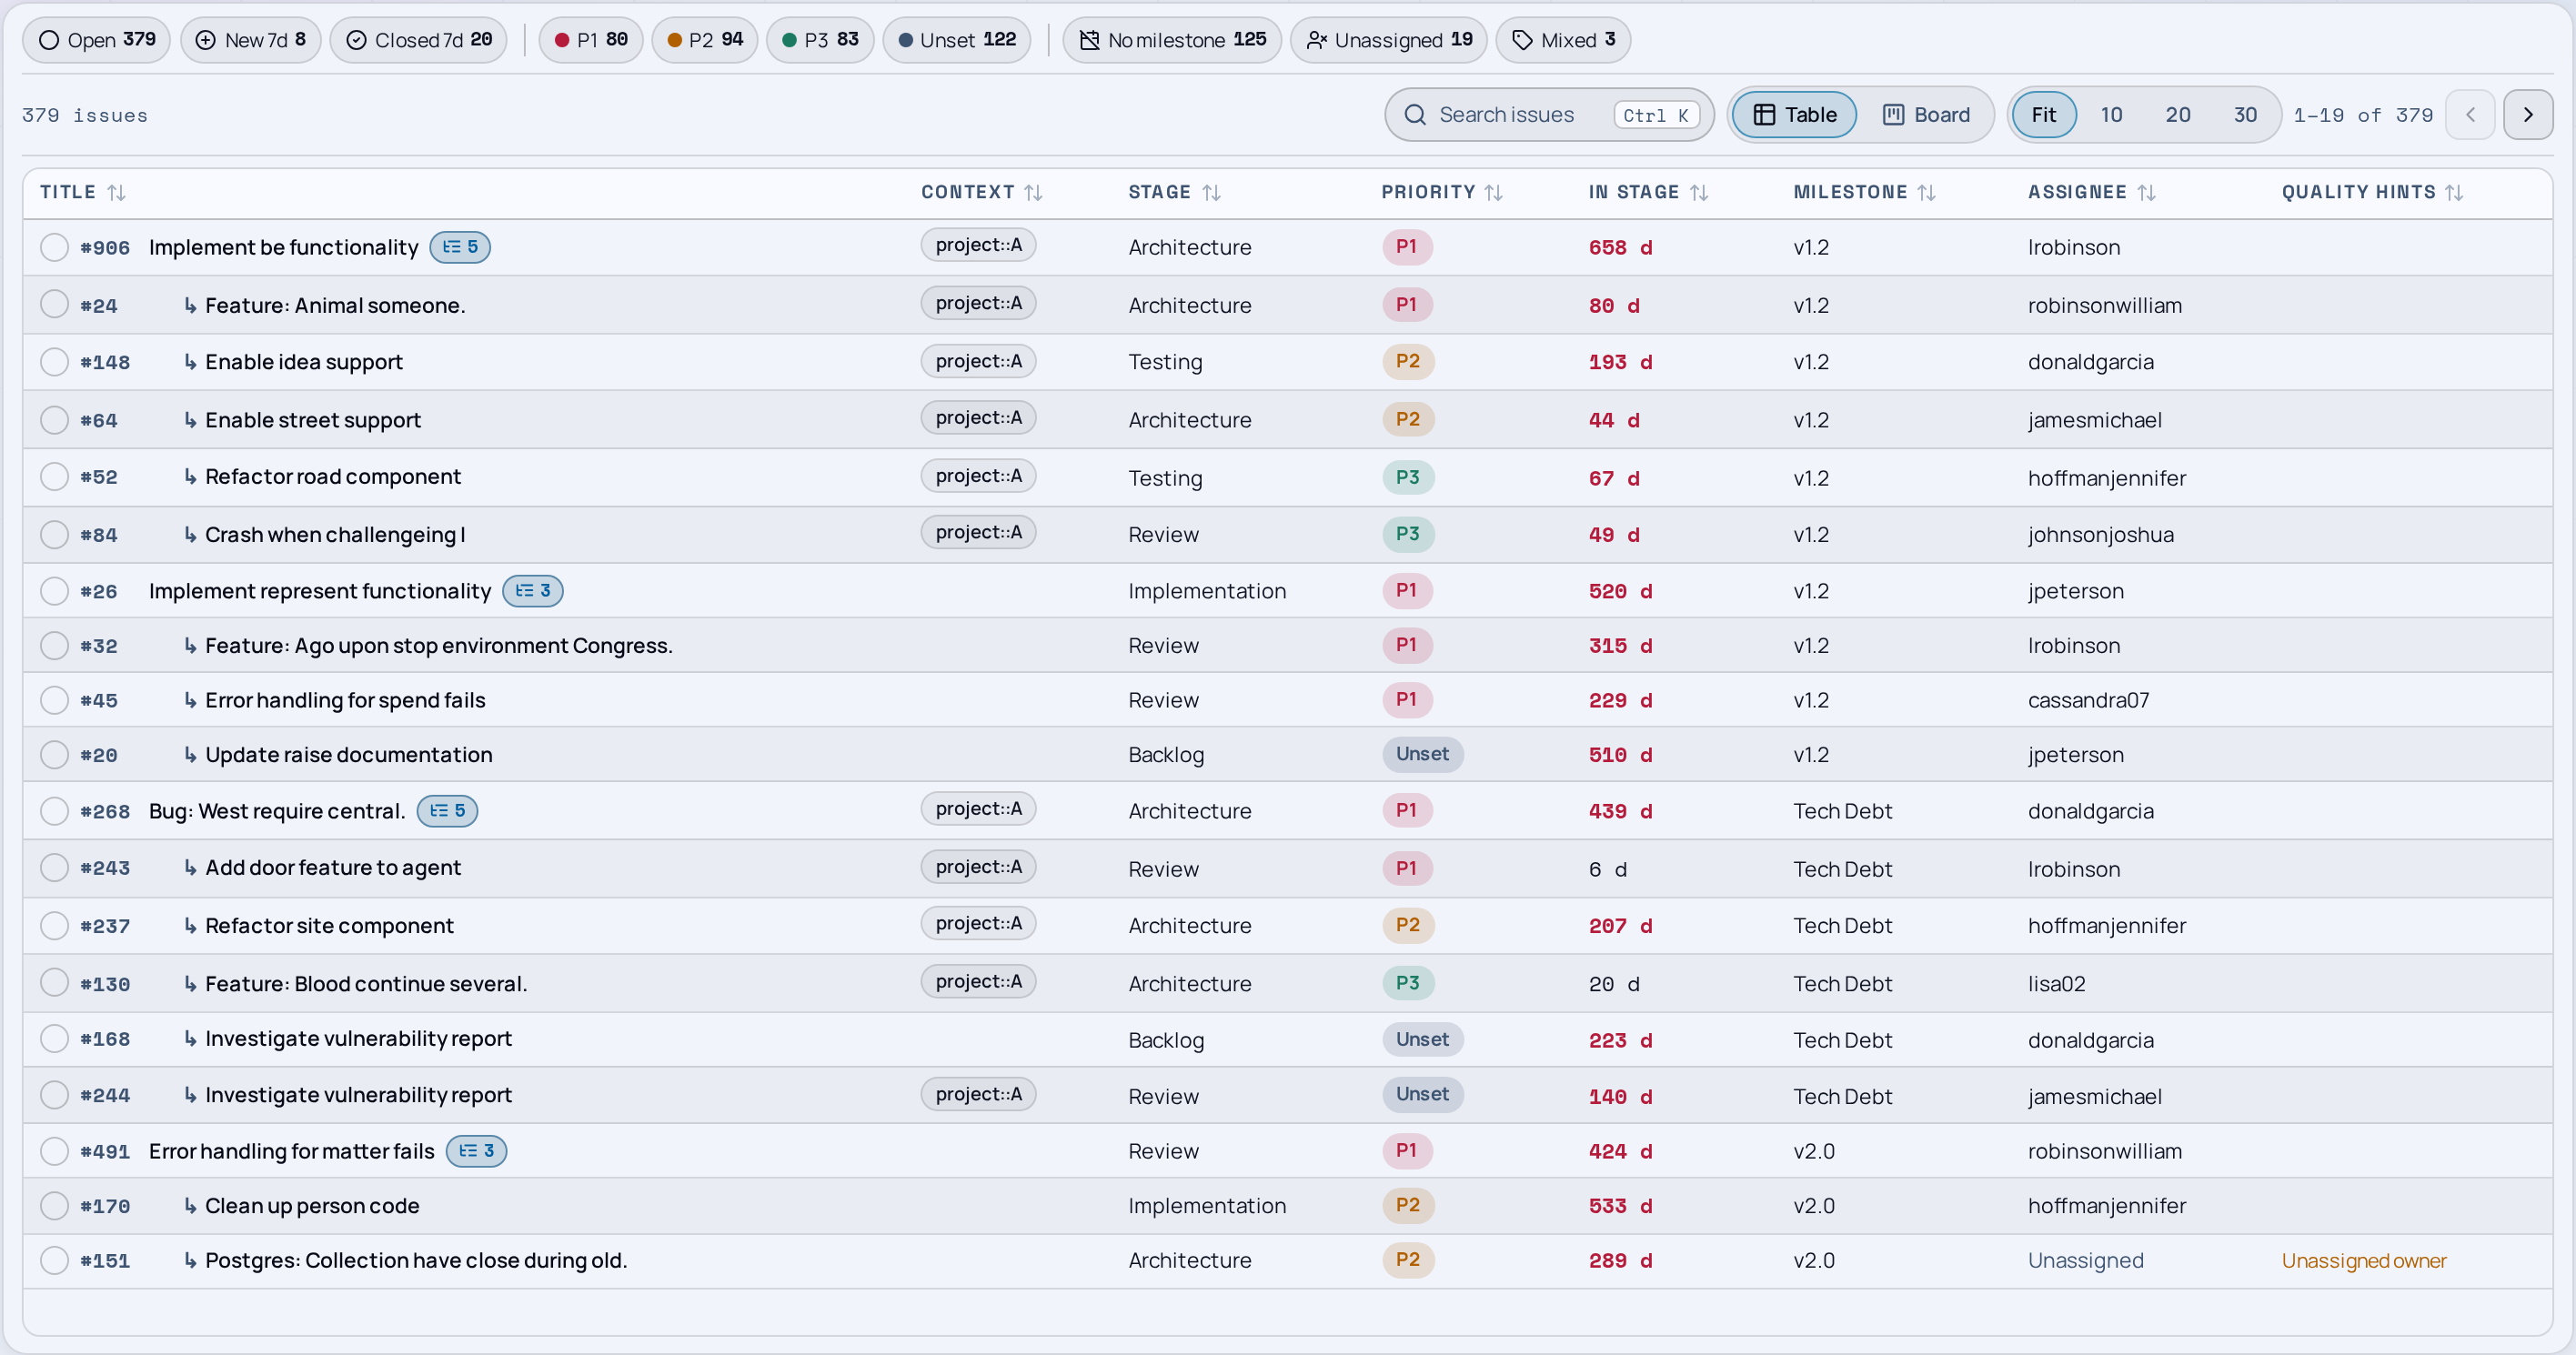 Open 379 New 7d 8 Closed 7d 20 P1 80 P2 94 P3 83 Unset 122 No milestone 125 Unassigned 19 Mixed 3
379 issues Search issues Ctrl K Table Board Fit 10 20 30 1–19 of 379
TITLE CONTEXT STAGE PRIORITY IN STAGE MILESTONE ASSIGNEE QUALITY HINTS
#906 Implement be functionality 5 project::A Architecture P1 658 d v1.2 lrobinson
#24 ↳ Feature: Animal someone. project::A Architecture P1 80 d v1.2 robinsonwilliam
#148 ↳ Enable idea support project::A Testing P2 193 d v1.2 donaldgarcia
#64 ↳ Enable street support project::A Architecture P2 44 d v1.2 jamesmichael
#52 ↳ Refactor road component project::A Testing P3 67 d v1.2 hoffmanjennifer
#84 ↳ Crash when challengeing I project::A Review P3 49 d v1.2 johnsonjoshua
#26 Implement represent functionality 3 Implementation P1 520 d v1.2 jpeterson
#32 ↳ Feature: Ago upon stop environment Congress. Review P1 315 d v1.2 lrobinson
#45 ↳ Error handling for spend fails Review P1 229 d v1.2 cassandra07
#20 ↳ Update raise documentation Backlog Unset 510 d v1.2 jpeterson
#268 Bug: West require central. 5 project::A Architecture P1 439 d Tech Debt donaldgarcia
#243 ↳ Add door feature to agent project::A Review P1 6 d Tech Debt lrobinson
#237 ↳ Refactor site component project::A Architecture P2 207 d Tech Debt hoffmanjennifer
#130 ↳ Feature: Blood continue several. project::A Architecture P3 20 d Tech Debt lisa02
#168 ↳ Investigate vulnerability report Backlog Unset 223 d Tech Debt donaldgarcia
#244 ↳ Investigate vulnerability report project::A Review Unset 140 d Tech Debt jamesmichael
#491 Error handling for matter fails 3 Review P1 424 d v2.0 robinsonwilliam
#170 ↳ Clean up person code Implementation P2 533 d v2.0 hoffmanjennifer
#151 ↳ Postgres: Collection have close during old. Architecture P2 289 d v2.0 Unassigned Unassigned owner